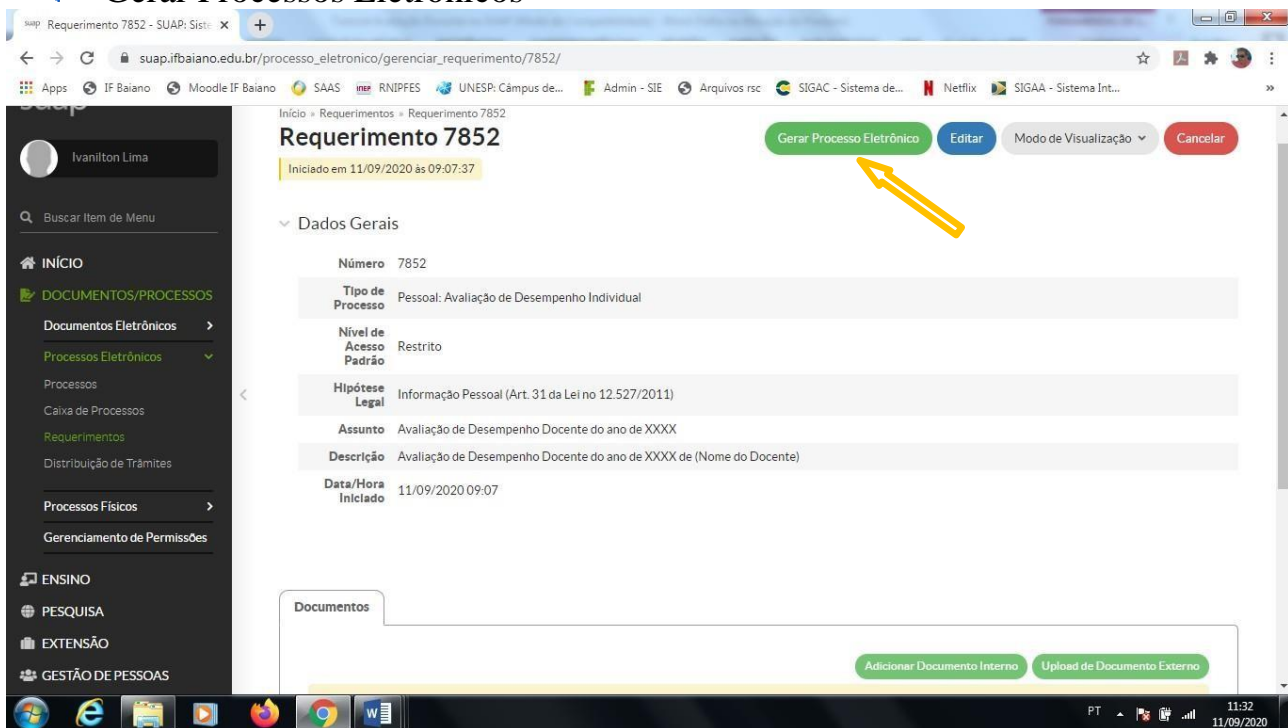 Gerar Processos Eletrônicos
suap Requerimento 7852 - SUAP: Siste
suap.ifbaiano.edu.br/processo_eletronico/gerenciar_requerimento/7852/
Apps IF Baiano Moodle IF Baiano SAAS inep RNIPFES UNESP: Câmpus de... Admin - SIE Arquivos rsc SIGAC - Sistema de... Netflix SIGAA - Sistema Int... »
Ivanilton Lima
Buscar Item de Menu
INÍCIO
DOCUMENTOS/PROCESSOS
Documentos Eletrônicos
Processos Eletrônicos
Processos
Caixa de Processos
Requerimentos
Distribuição de Trâmites
Processos Físicos
Gerenciamento de Permissões
ENSINO
PESQUISA
EXTENSÃO
GESTÃO DE PESSOAS
Início » Requerimentos » Requerimento 7852
Requerimento 7852
Gerar Processo Eletrônico Editar Modo de Visualização Cancelar
Iniciado em 11/09/2020 às 09:07:37
Dados Gerais
Número 7852
Tipo de Processo Pessoal: Avaliação de Desempenho Individual
Nível de Acesso Padrão Restrito
Hipótese Legal Informação Pessoal (Art. 31 da Lei no 12.527/2011)
Assunto Avaliação de Desempenho Docente do ano de XXXX
Descrição Avaliação de Desempenho Docente do ano de XXXX de (Nome do Docente)
Data/Hora Iniciado 11/09/2020 09:07
Documentos
Adicionar Documento Interno Upload de Documento Externo
PT 11:32
11/09/2020